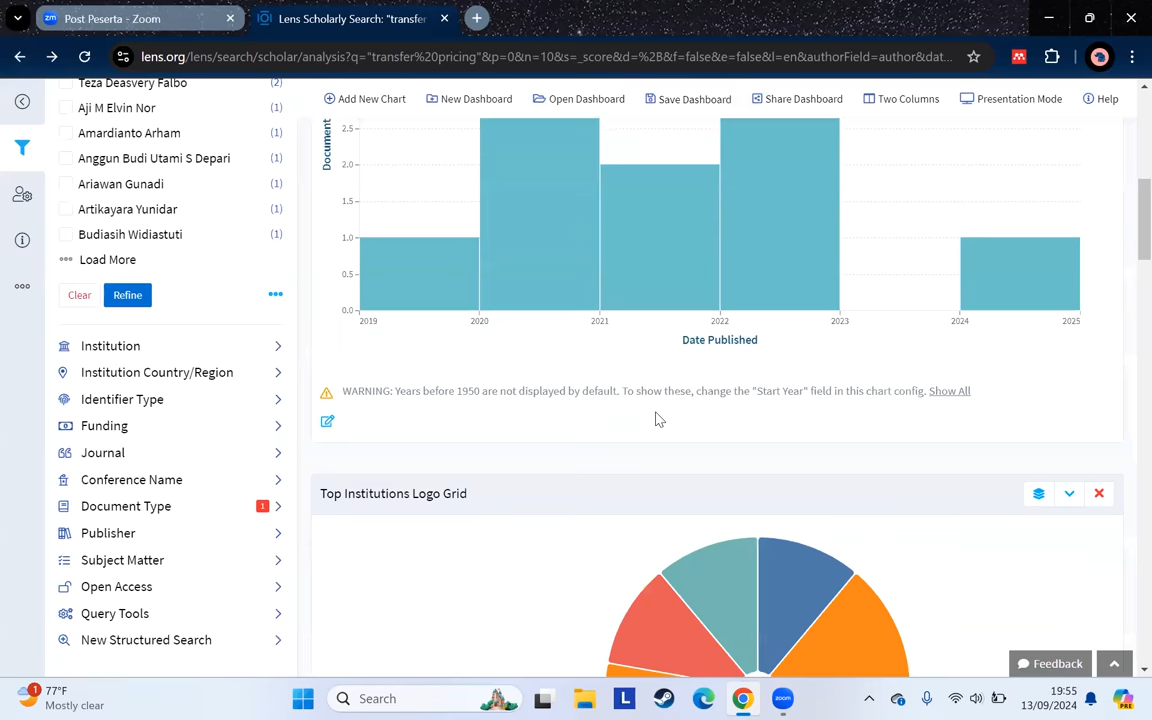 Post Peserta - Zoom
Lens Scholarly Search: "transfer
lens.org/lens/search/scholar/analysis?q="transfer%20pricing"&p=0&n=10&s=_score&d=%2B&f=false&e=false&l=en&authorField=author&dat...
Teza Deasvery Falbo (2)
Aji M Elvin Nor (1)
Amardianto Arham (1)
Anggun Budi Utami S Depari (1)
Ariawan Gunadi (1)
Artikayara Yunidar (1)
Budiasih Widiastuti (1)
Load More
Clear Refine
Institution
Institution Country/Region
Identifier Type
Funding
Journal
Conference Name
Document Type 1
Publisher
Subject Matter
Open Access
Query Tools
New Structured Search
Add New Chart New Dashboard Open Dashboard Save Dashboard Share Dashboard Two Columns Presentation Mode Help
Document
2.5
2.0
1.5
1.0
0.5
0.0
2019 2020 2021 2022 2023 2024 2025
Date Published
WARNING: Years before 1950 are not displayed by default. To show these, change the "Start Year" field in this chart config. Show All
Top Institutions Logo Grid
Feedback
1
77°F
Mostly clear
Search
L
zoom
19:55
13/09/2024
PRE